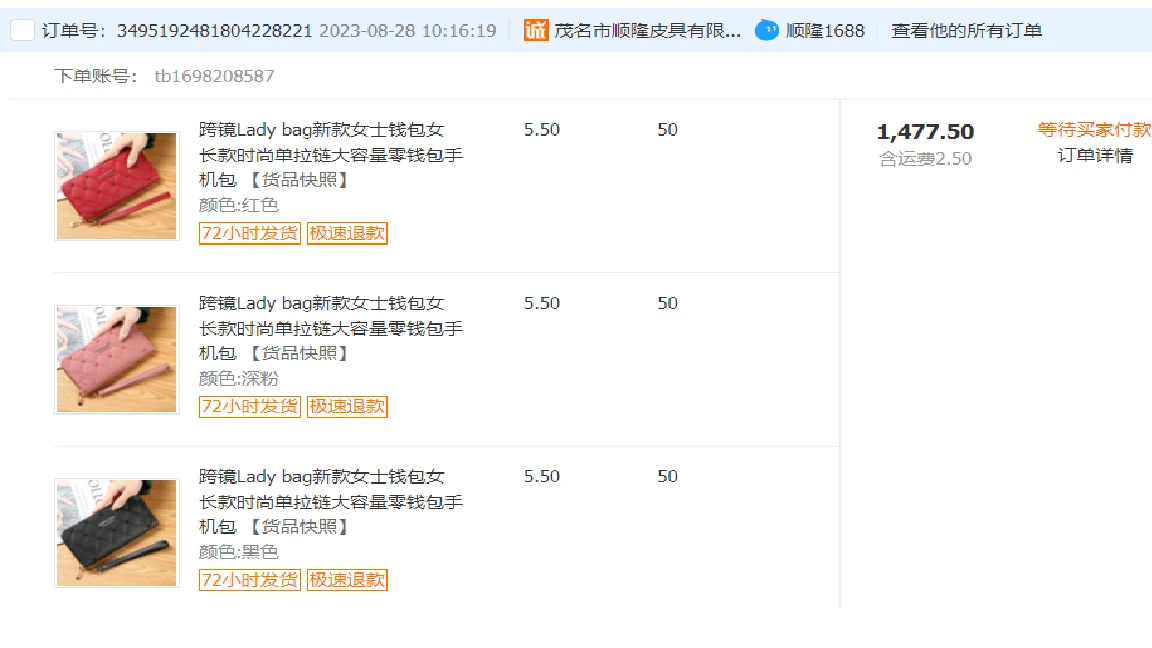 订单号：3495192481804228221 2023-08-28 10:16:19 诚 茂名市顺隆皮具有限... 顺隆1688 查看他的所有订单
下单账号： tb1698208587
跨镜Lady bag新款女士钱包女 5.50 50 1,477.50 等待买家付款
长款时尚单拉链大容量零钱包手 含运费2.50 订单详情
机包 【货品快照】
颜色:红色
72小时发货 极速退款
跨镜Lady bag新款女士钱包女 5.50 50
长款时尚单拉链大容量零钱包手
机包 【货品快照】
颜色:深粉
72小时发货 极速退款
跨镜Lady bag新款女士钱包女 5.50 50
长款时尚单拉链大容量零钱包手
机包 【货品快照】
颜色:黑色
72小时发货 极速退款